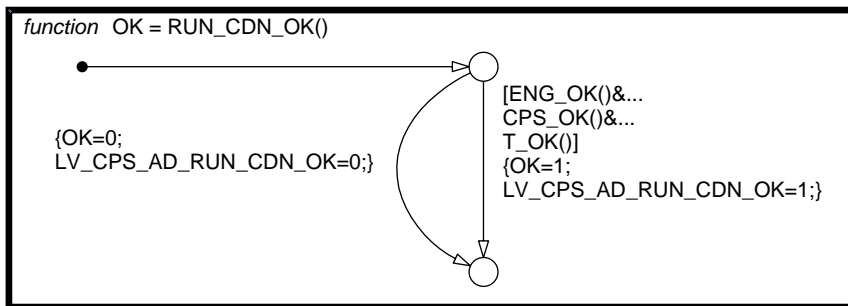 function OK = RUN_CDN_OK()
{OK=0;
LV_CPS_AD_RUN_CDN_OK=0;}
[ENG_OK()&...
CPS_OK()&...
T_OK()]
{OK=1;
LV_CPS_AD_RUN_CDN_OK=1;}